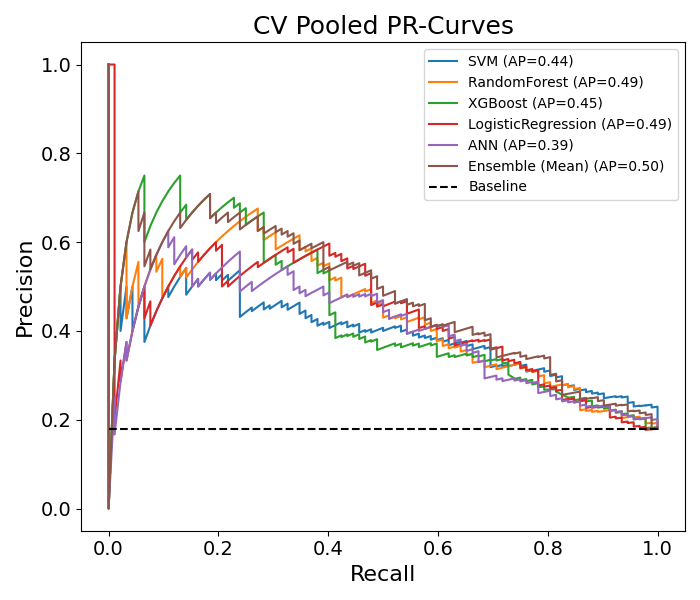 CV Pooled PR-Curves
SVM (AP=0.44)
RandomForest (AP=0.49)
XGBoost (AP=0.45)
LogisticRegression (AP=0.49)
ANN (AP=0.39)
Ensemble (Mean) (AP=0.50)
Baseline
Precision
1.0
0.8
0.6
0.4
0.2
0.0
0.0 0.2 0.4 0.6 0.8 1.0
Recall